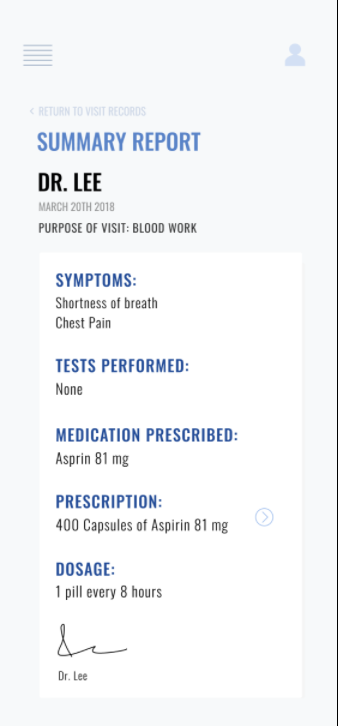 < RETURN TO VISIT RECORDS
SUMMARY REPORT
DR. LEE
MARCH 20TH 2018
PURPOSE OF VISIT: BLOOD WORK
SYMPTOMS:
Shortness of breath
Chest Pain
TESTS PERFORMED:
None
MEDICATION PRESCRIBED:
Asprin 81 mg
PRESCRIPTION:
400 Capsules of Aspirin 81 mg
DOSAGE:
1 pill every 8 hours
Dr. Lee